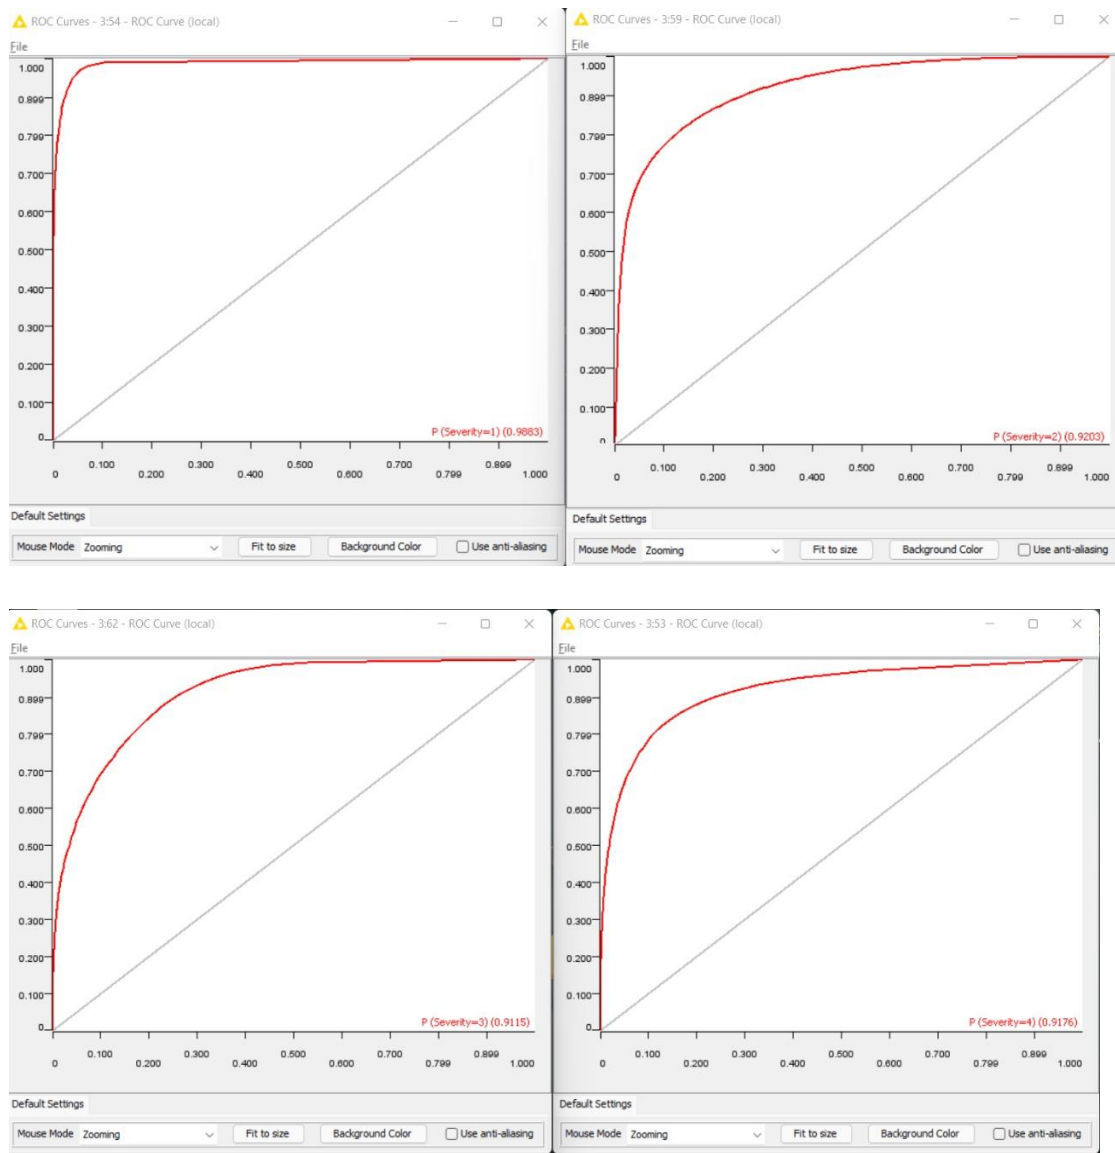 ROC Curves - 3:54 - ROC Curve (local)
File
1.000
0.899
0.799
0.700
0.600
0.500
0.400
0.300
0.200
0.100
0
P (Severity=1) (0.9883)
0.100 0.300 0.500 0.700 0.899
0 0.200 0.400 0.600 0.799 1.000
Default Settings
Mouse Mode Zooming Fit to size Background Color Use anti-aliasing
ROC Curves - 3:59 - ROC Curve (local)
File
1.000
0.899
0.799
0.700
0.600
0.500
0.400
0.300
0.200
0.100
0
P (Severity=2) (0.9203)
0.100 0.300 0.500 0.700 0.899
0 0.200 0.400 0.600 0.799 1.000
Default Settings
Mouse Mode Zooming Fit to size Background Color Use anti-aliasing
ROC Curves - 3:62 - ROC Curve (local)
File
1.000
0.899
0.799
0.700
0.600
0.500
0.400
0.300
0.200
0.100
0
P (Severity=3) (0.9115)
0.100 0.300 0.500 0.700 0.899
0 0.200 0.400 0.600 0.799 1.000
Default Settings
Mouse Mode Zooming Fit to size Background Color Use anti-aliasing
ROC Curves - 3:53 - ROC Curve (local)
File
1.000
0.899
0.799
0.700
0.600
0.500
0.400
0.300
0.200
0.100
0
P (Severity=4) (0.9176)
0.100 0.300 0.500 0.700 0.899
0 0.200 0.400 0.600 0.799 1.000
Default Settings
Mouse Mode Zooming Fit to size Background Color Use anti-aliasing